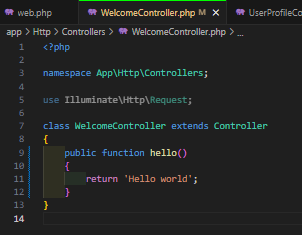 web.php WelcomeController.php M X UserProfileCo
app > Http > Controllers > WelcomeController.php > ...
1 <?php
2
3 namespace App\Http\Controllers;
4
5 use Illuminate\Http\Request;
6
7 class WelcomeController extends Controller
8 {
9 public function hello()
10 {
11 return 'Hello world';
12 }
13 }
14